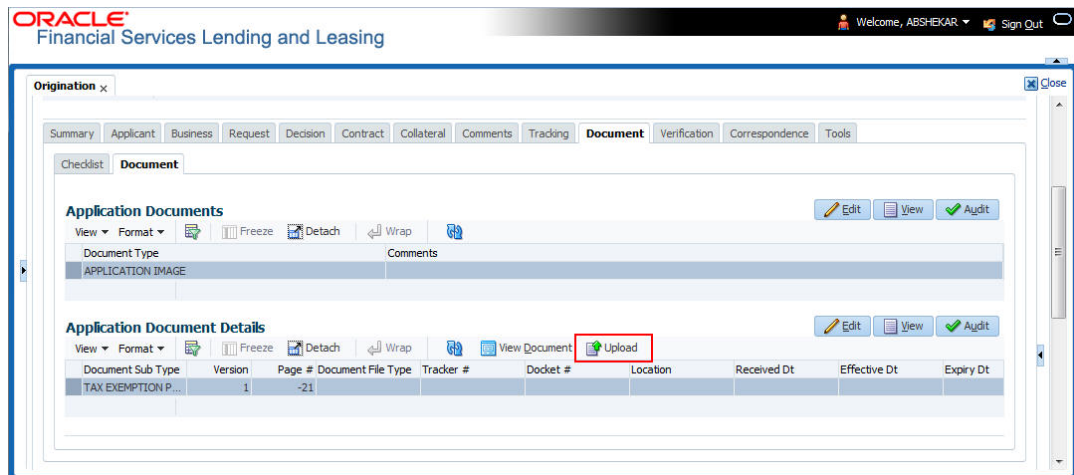 ORACLE
Welcome, ABSHEKAR Sign Out
Financial Services Lending and Leasing
Origination x Close
Summary Applicant Business Request Decision Contract Collateral Comments Tracking Document Verification Correspondence Tools
Checklist Document
Application Documents Edit View Audit
View Format Freeze Detach Wrap
Document Type Comments
APPLICATION IMAGE
Application Document Details Edit View Audit
View Format Freeze Detach Wrap View Document Upload
Document Sub Type Version Page # Document File Type Tracker # Docket # Location Received Dt Effective Dt Expiry Dt
TAX EXEMPTION P... 1 -21